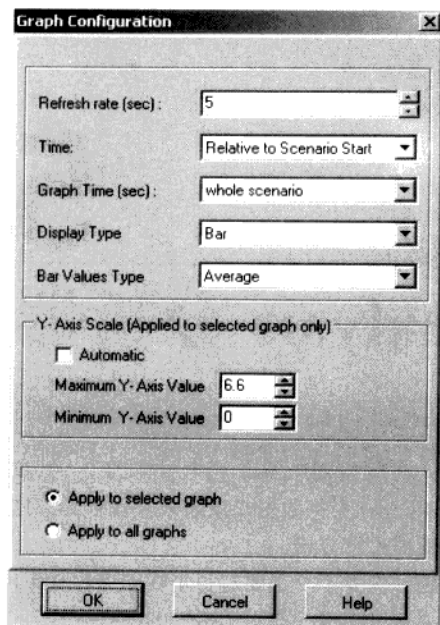 Graph Configuration
Refresh rate (sec) : 5
Time: Relative to Scenario Start
Graph Time (sec) : whole scenario
Display Type Bar
Bar Values Type Average
Y- Axis Scale (Applied to selected graph only)
Automatic
Maximum Y- Axis Value 6.6
Minimum Y- Axis Value 0
Apply to selected graph
Apply to all graphs
OK Cancel Help